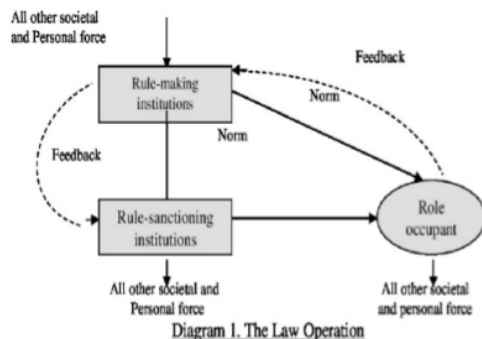 All other societal
and Personal force
Feedback
Rule-making
institutions
Norm
Norm
Feedback
Rule-sanctioning
institutions
Role
occupant
All other societal and
Personal force
All other societal
and personal force
Diagram 1. The Law Operation